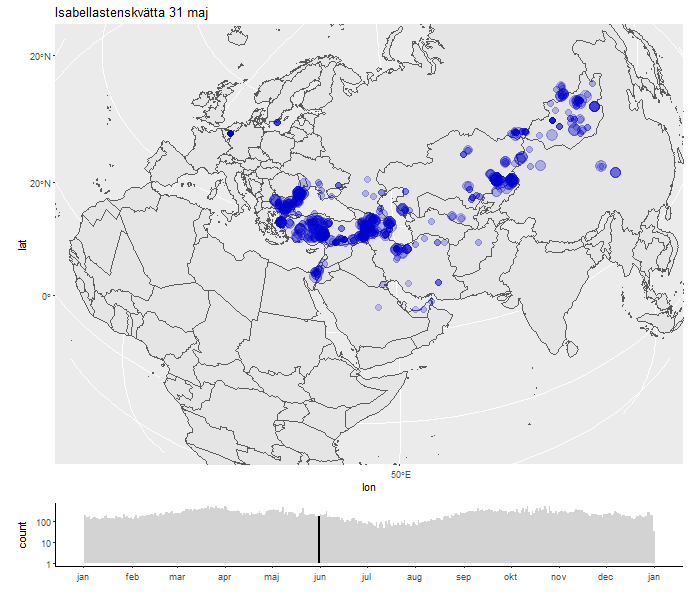 Isabellastenskvätta 31 maj
20°N
20°N
0°
lat
50°E
lon
count
100
10
1
jan feb mar apr maj jun jul aug sep okt nov dec jan